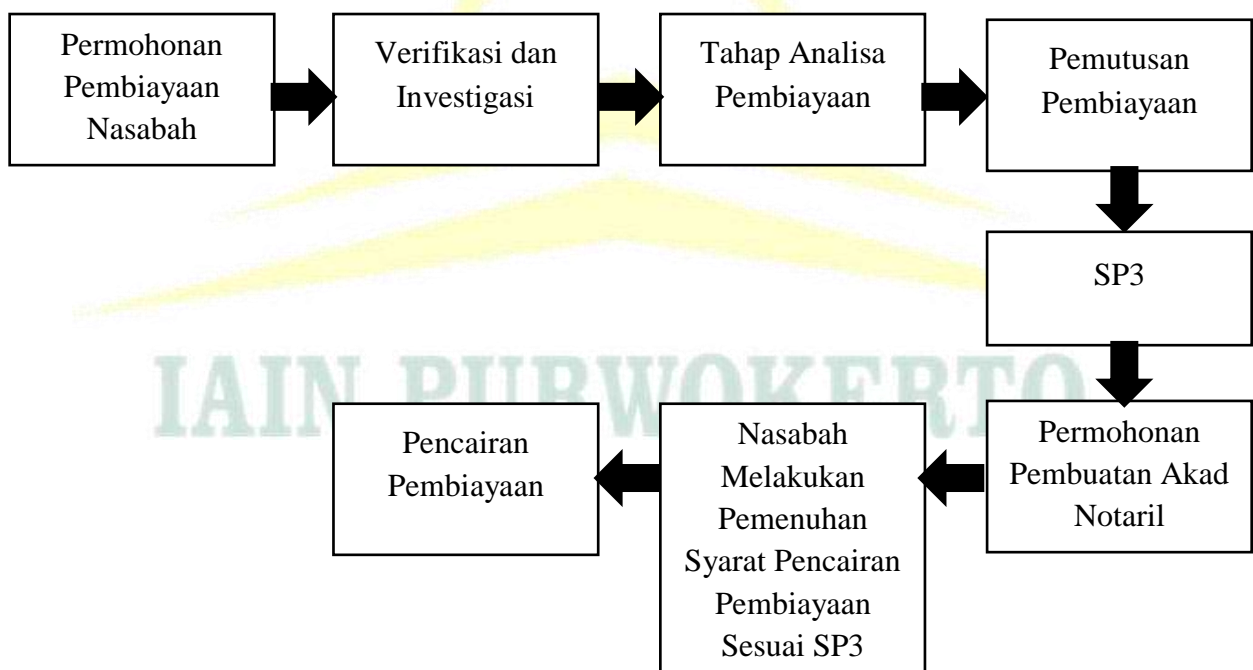 Permohonan
Pembiayaan
Nasabah
Verifikasi dan
Investigasi
Tahap Analisa
Pembiayaan
Pemutusan
Pembiayaan
SP3
Permohonan
Pembuatan Akad
Notaril
Nasabah
Melakukan
Pemenuhan
Syarat Pencairan
Pembiayaan
Sesuai SP3
Pencairan
Pembiayaan
IAIN PURWOKERTO